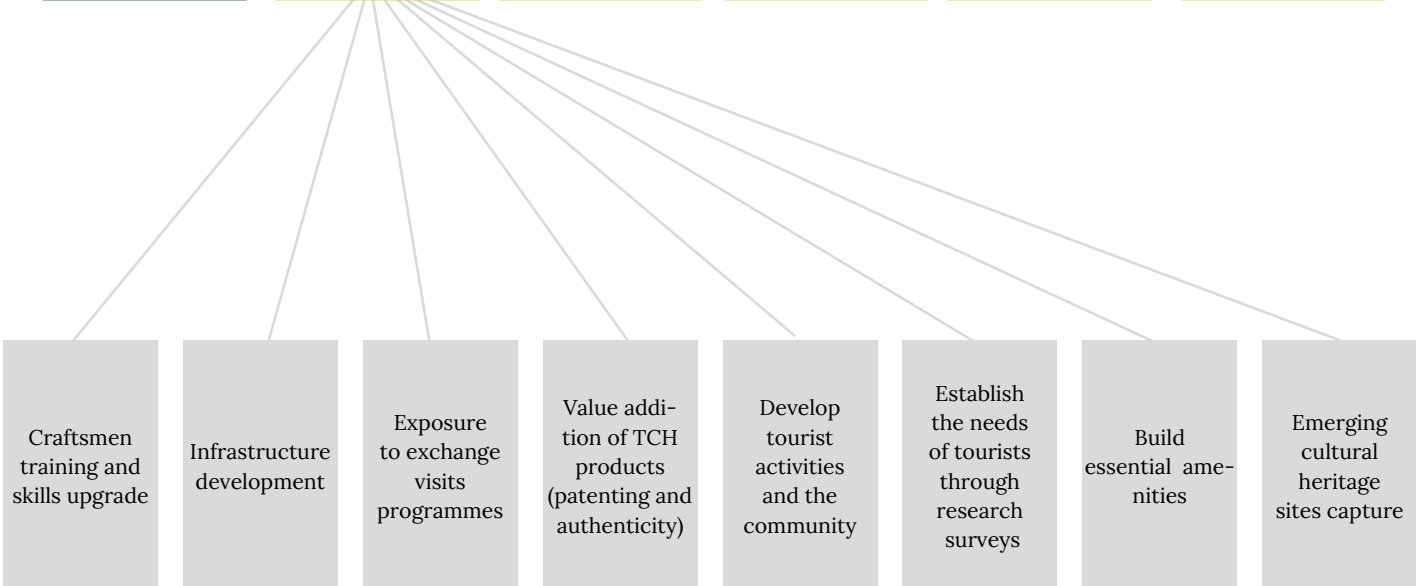 Craftsmen
training and
skills upgrade
Infrastructure
development
Exposure
to exchange
visits
programmes
Value addi-
tion of TCH
products
(patenting and
authenticity)
Develop
tourist
activities
and the
community
Establish
the needs
of tourists
through
research
surveys
Build
essential  ame-
nities
Emerging
cultural
heritage
sites capture